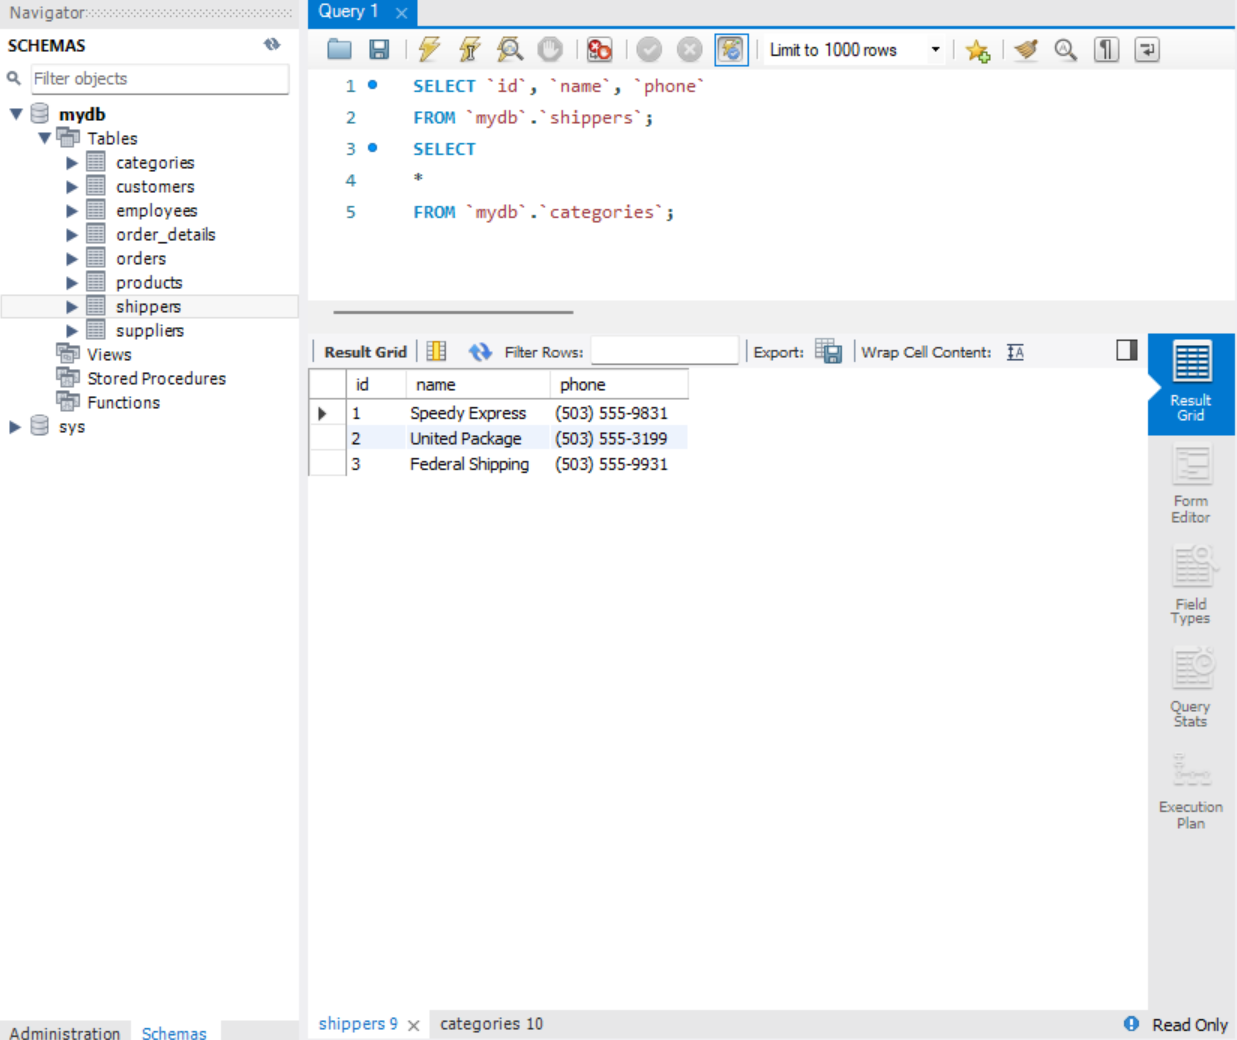 Navigator
SCHEMAS
Filter objects
mydb
Tables
categories
customers
employees
order_details
orders
products
shippers
suppliers
Views
Stored Procedures
Functions
sys
Administration Schemas
Query 1
Limit to 1000 rows
1 SELECT `id`, `name`, `phone`
2 FROM `mydb`.`shippers`;
3 SELECT
4 *
5 FROM `mydb`.`categories`;
Result Grid Filter Rows: Export: Wrap Cell Content:
id name phone
1 Speedy Express (503) 555-9831
2 United Package (503) 555-3199
3 Federal Shipping (503) 555-9931
Result
Grid
Form
Editor
Field
Types
Query
Stats
Execution
Plan
shippers 9 categories 10 Read Only